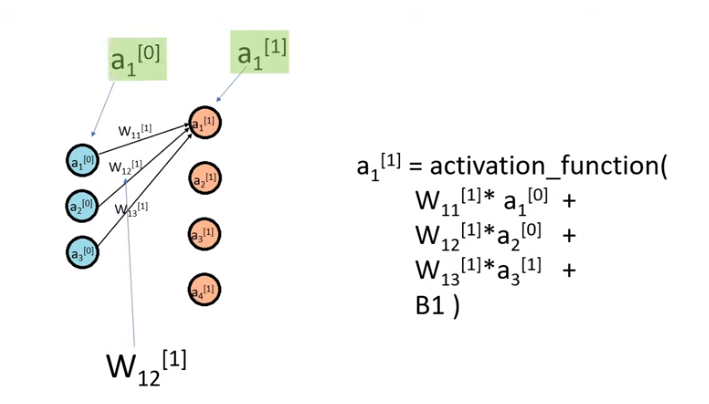 a₁[0]
a₁[1]
W₁₁[1]
a₁[1]
a₁[0]
W₁₂[1]
a₂[1]
a₂[0]
W₁₃[1]
a₃[0]
a₃[1]
a₄[1]
W₁₂[1]
a₁[1] = activation_function(
W₁₁[1]* a₁[0] +
W₁₂[1]*a₂[0] +
W₁₃[1]*a₃[1] +
B1 )